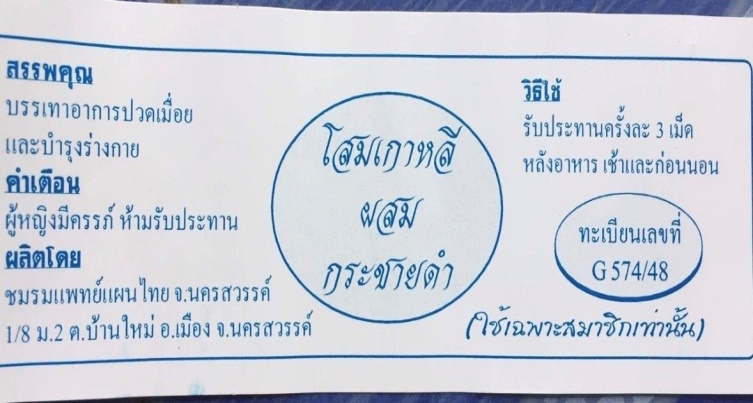 สรรพคุณ
บรรเทาอาการปวดเมื่อย
และบำรุงร่างกาย
คำเตือน
ผู้หญิงมีครรภ์ ห้ามรับประทาน
ผลิตโดย
ชมรมแพทย์แผนไทย จ.นครสวรรค์
1/8 ม.2 ต.บ้านใหม่ อ.เมือง จ.นครสวรรค์
โสมเกาหลี
ผสม
กระชายดำ
วิธีใช้
รับประทานครั้งละ 3 เม็ด
หลังอาหาร เช้าและก่อนนอน
ทะเบียนเลขที่
G 574/48
(ใช้เฉพาะสมาชิกเท่านั้น)